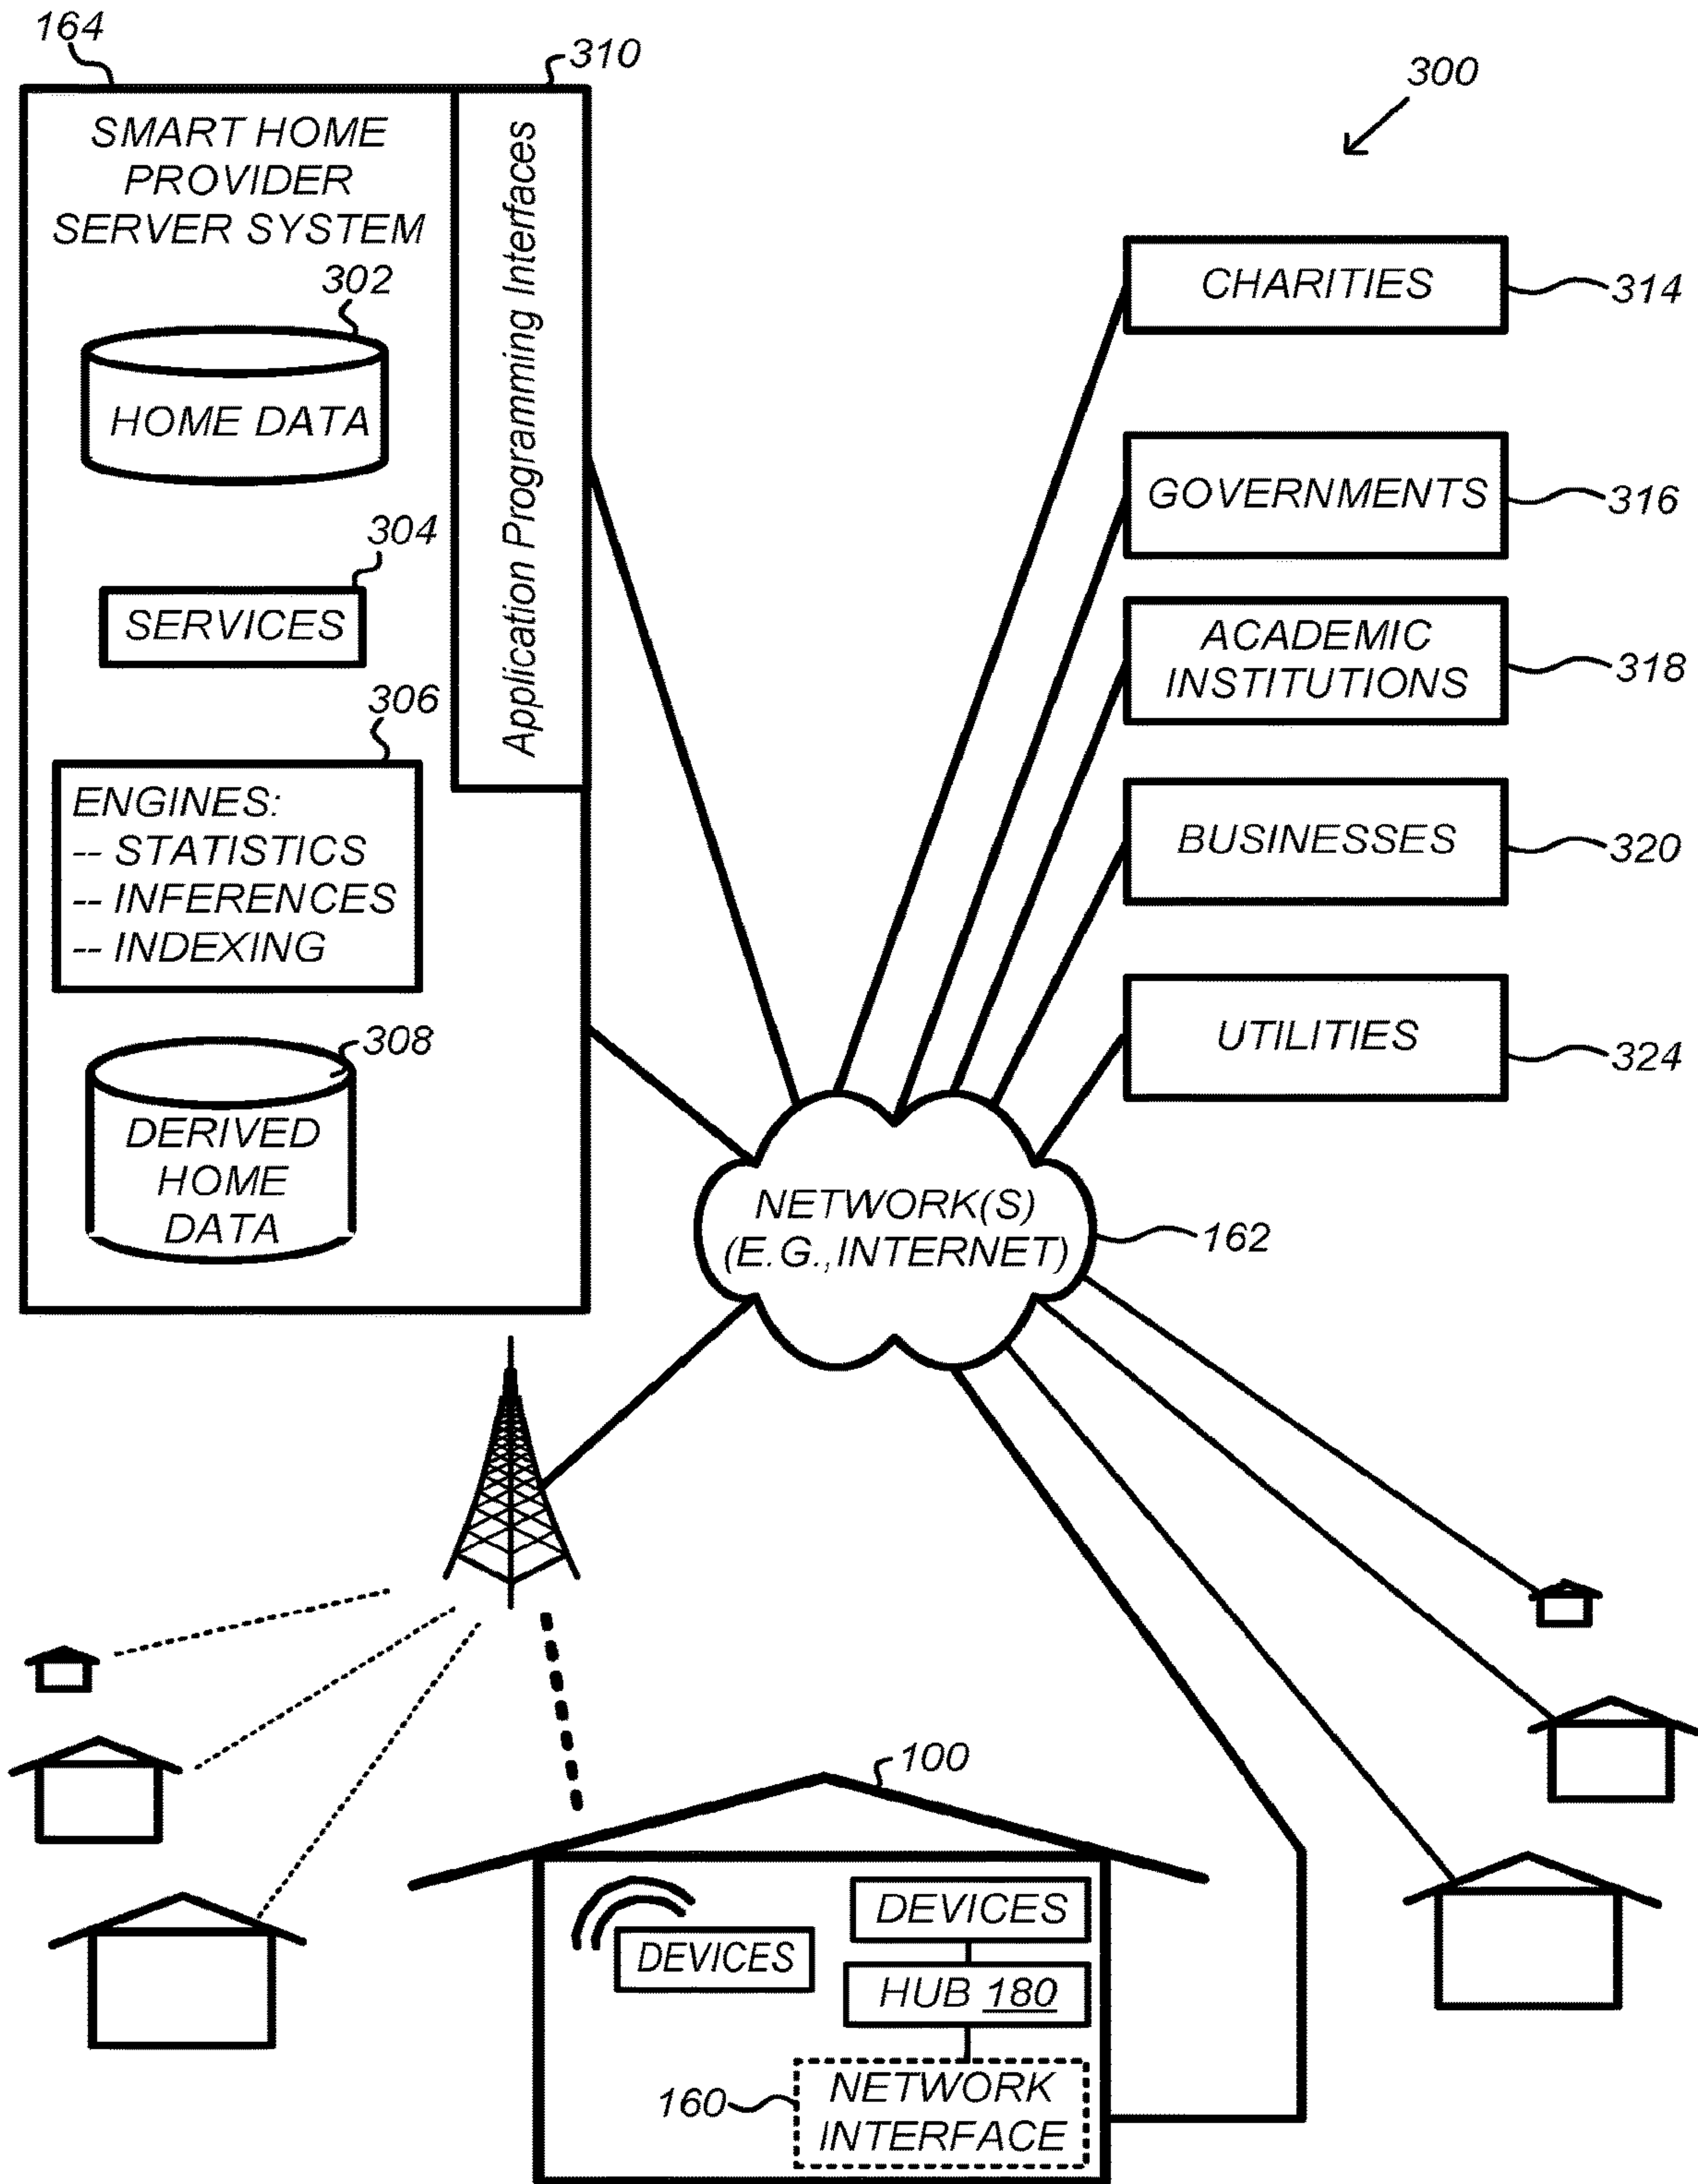 164
310
300
SMART HOME
PROVIDER
SERVER SYSTEM
Application Programming Interfaces
302
HOME DATA
304
SERVICES
306
ENGINES:
-- STATISTICS
-- INFERENCES
-- INDEXING
308
DERIVED
HOME
DATA
CHARITIES
314
GOVERNMENTS
316
ACADEMIC
INSTITUTIONS
318
BUSINESSES
320
UTILITIES
324
NETWORK(S)
(E.G.,INTERNET)
162
100
DEVICES
DEVICES
HUB 180
160
NETWORK
INTERFACE